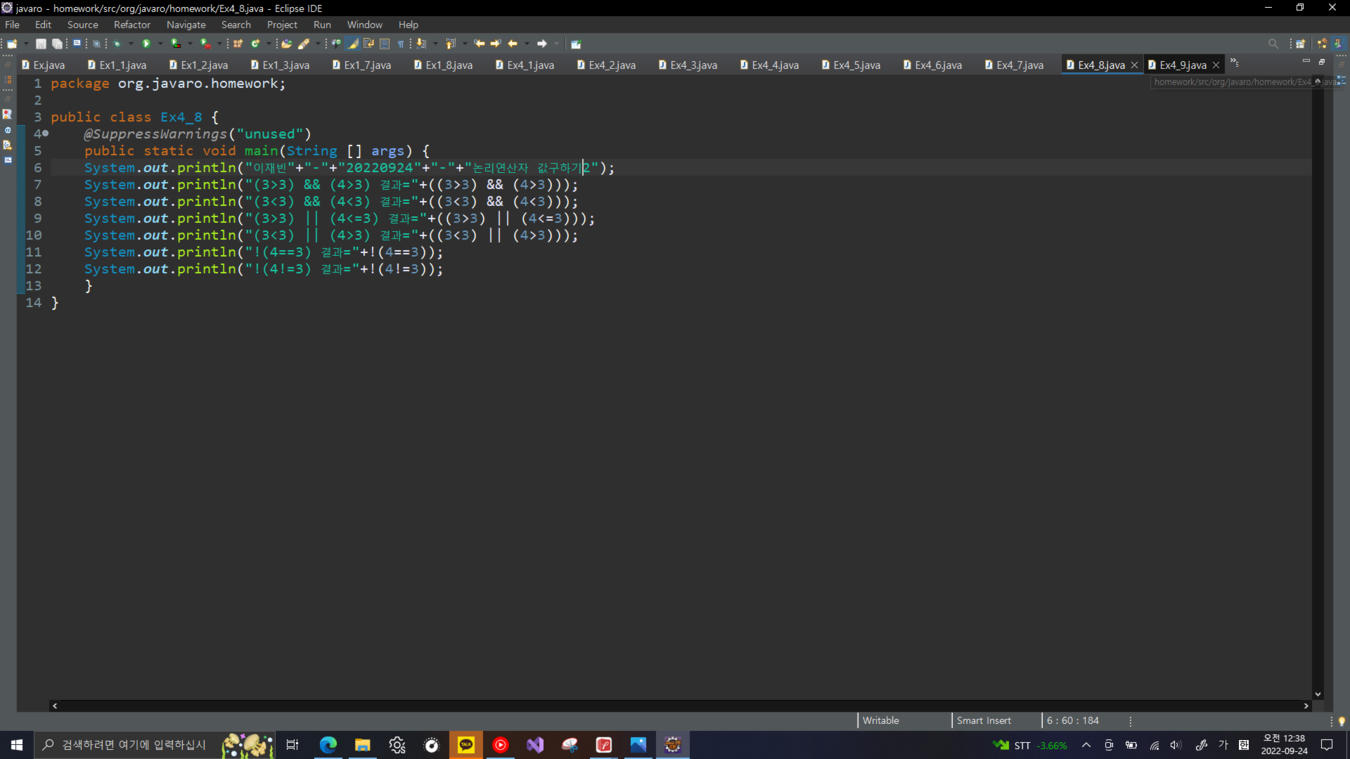 javaro - homework/src/org/javaro/homework/Ex4_8.java - Eclipse IDE
File Edit Source Refactor Navigate Search Project Run Window Help
Ex.java Ex1_1.java Ex1_2.java Ex1_3.java Ex1_7.java Ex1_8.java Ex4_1.java Ex4_2.java Ex4_3.java Ex4_4.java Ex4_5.java Ex4_6.java Ex4_7.java Ex4_8.java Ex4_9.java
homework/src/org/javaro/homework/Ex4_8.java
1 package org.javaro.homework;
2
3 public class Ex4_8 {
4 @SuppressWarnings("unused")
5 public static void main(String [] args) {
6 System.out.println("이재빈"+"-"+"20220924"+"-"+"논리연산자 값구하기2");
7 System.out.println("(3>3) && (4>3) 결과="+((3>3) && (4>3)));
8 System.out.println("(3<3) && (4<3) 결과="+((3<3) && (4<3)));
9 System.out.println("(3>3) || (4<=3) 결과="+((3>3) || (4<=3)));
10 System.out.println("(3<3) || (4>3) 결과="+((3<3) || (4>3)));
11 System.out.println("!(4==3) 결과="+!(4==3));
12 System.out.println("!(4!=3) 결과="+!(4!=3));
13 }
14 }
Writable Smart Insert 6 : 60 : 184
검색하려면 여기에 입력하십시 TALK STT -3.66% 가 한 오전 12:38
2022-09-24